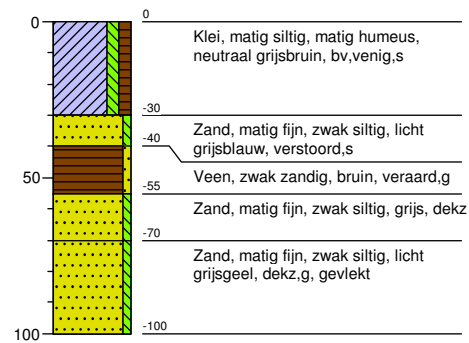 0
0
Klei, matig siltig, matig humeus,
neutraal grijsbruin, bv,venig,s
-30
Zand, matig fijn, zwak siltig, licht
grijsblauw, verstoord,s
-40
Veen, zwak zandig, bruin, veraard,g
50
-55
Zand, matig fijn, zwak siltig, grijs, dekz
-70
Zand, matig fijn, zwak siltig, licht
grijsgeel, dekz,g, gevlekt
100
-100